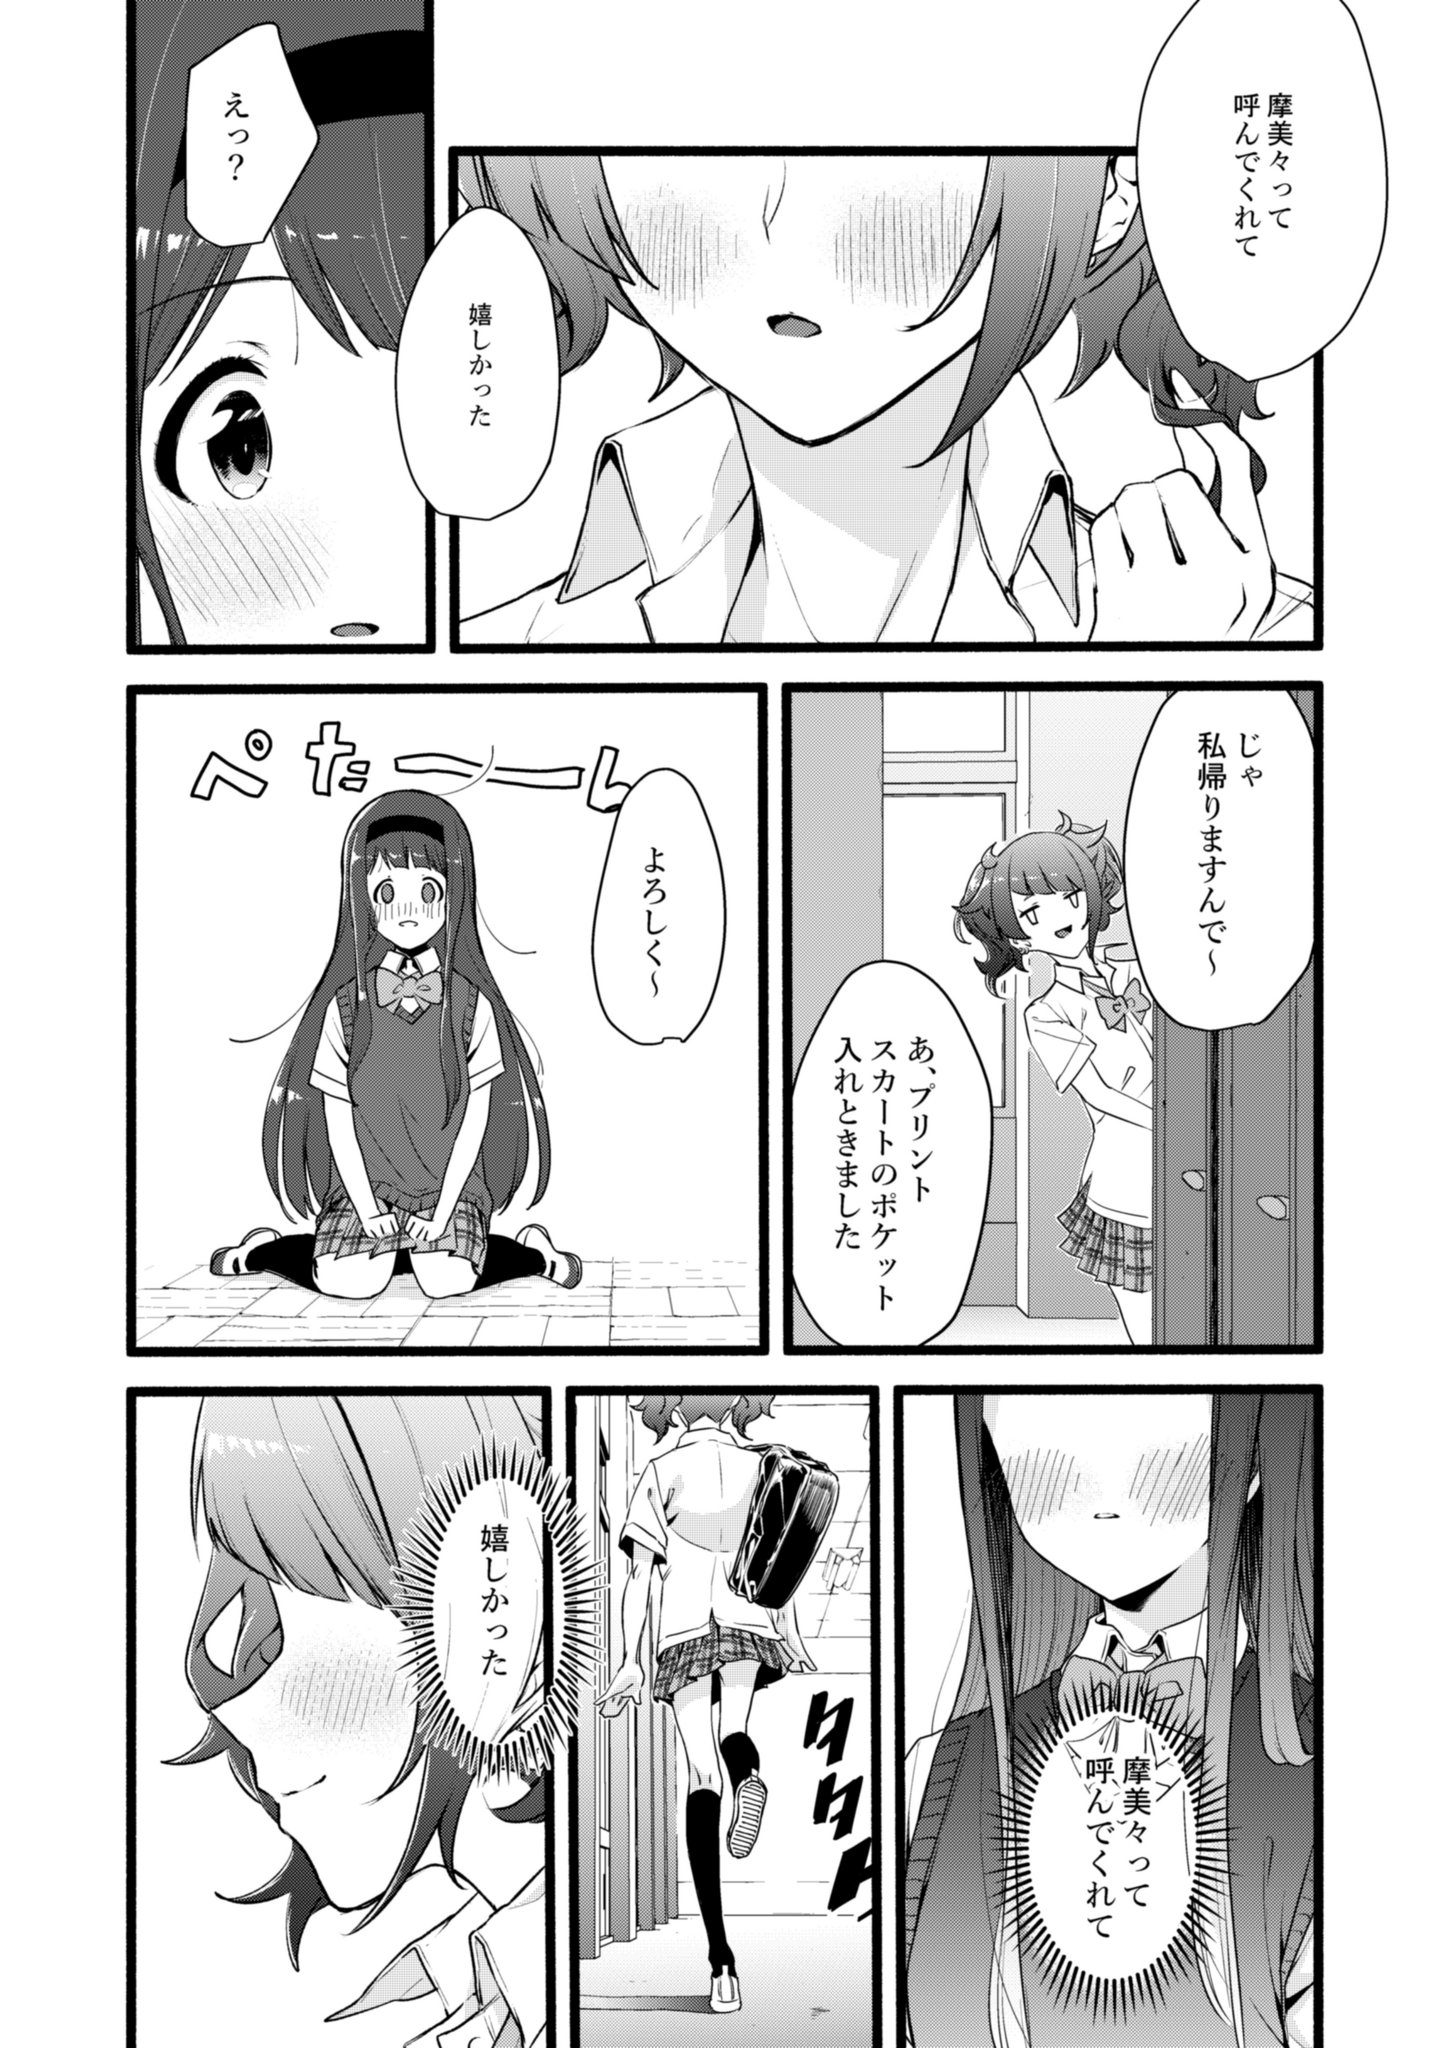 摩美々って
呼んでくれて
嬉しかった
えっ？
じゃ
私帰りますんで～
あ、プリント
スカートのポケット
入れときました
よろしく～
ぺたーーん
摩美々って
呼んでくれて
タタタ
嬉しかった